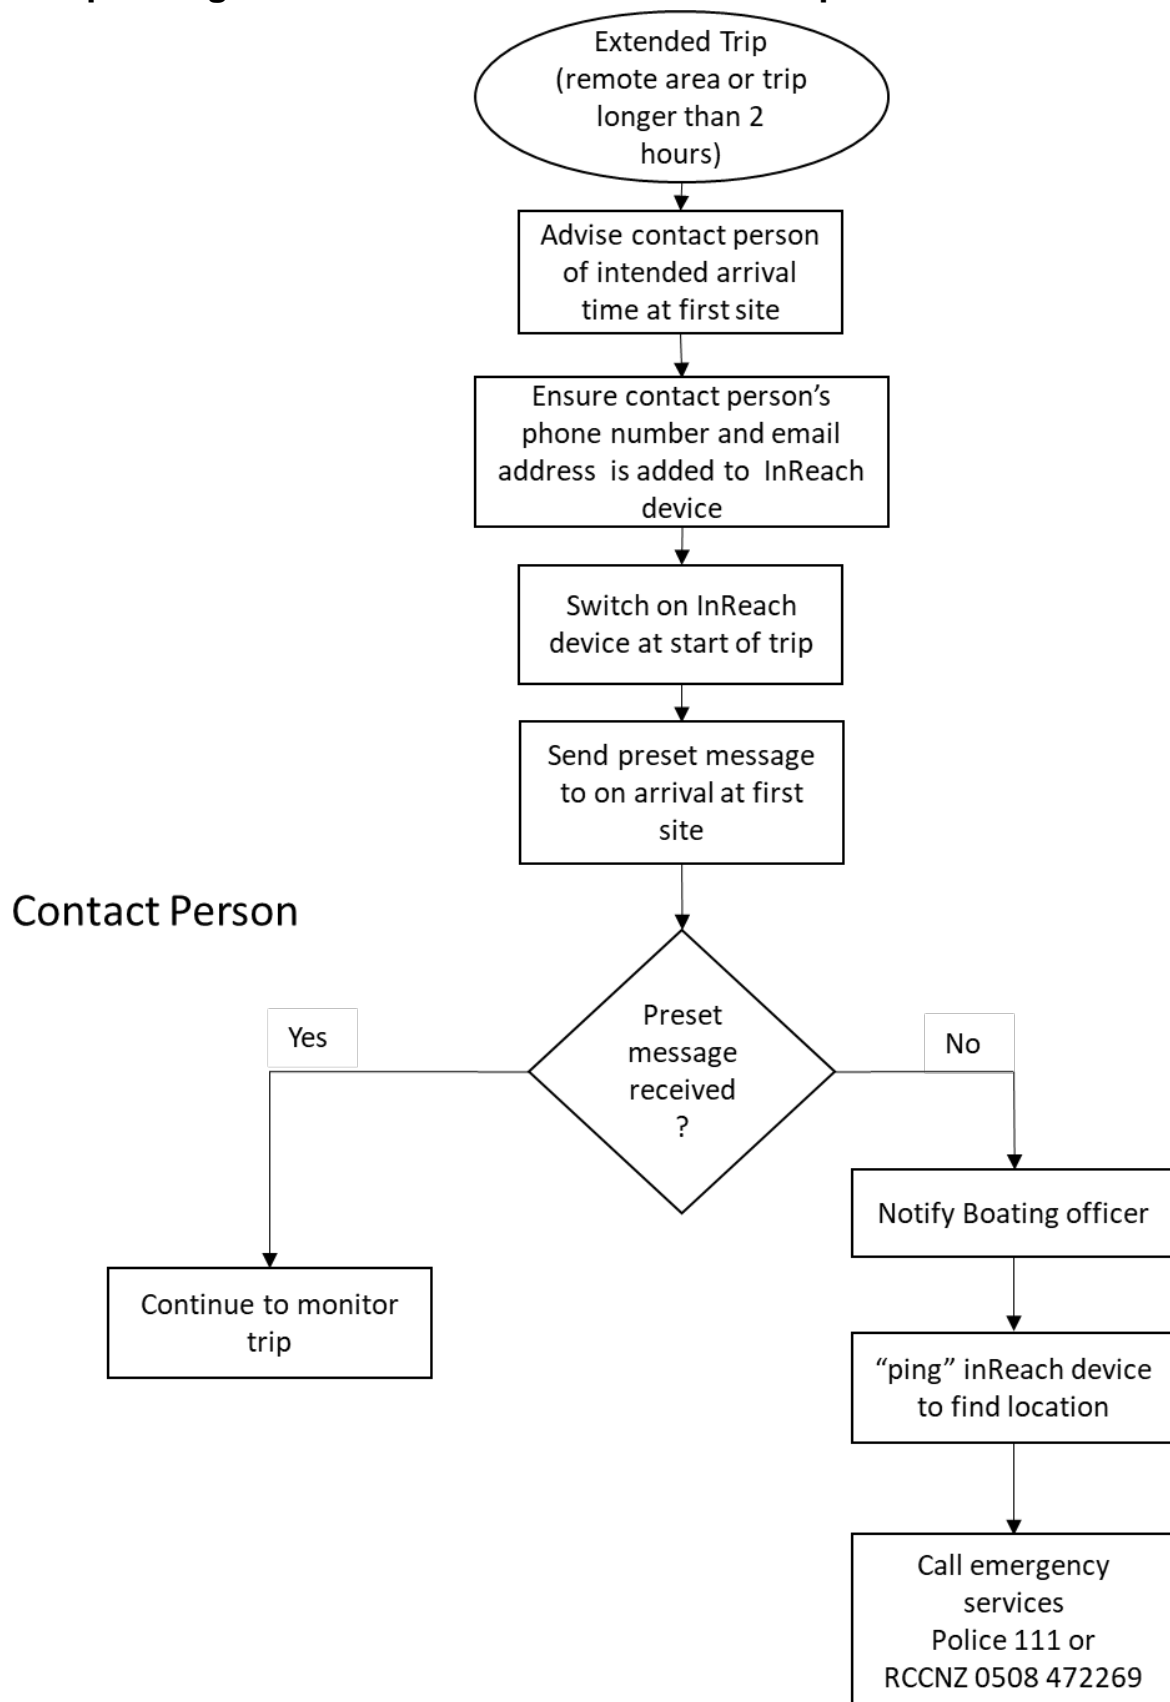 Extended Trip
(remote area or trip
longer than 2
hours)
Advise contact person
of intended arrival
time at first site
Ensure contact person’s
phone number and email
address is added to InReach
device
Switch on InReach
device at start of trip
Send preset message
to on arrival at first
site
Contact Person
Preset
message
received
?
Yes
No
Notify Boating officer
Continue to monitor
trip
“ping” inReach device
to find location
Call emergency
services
Police 111 or
RCCNZ 0508 472269